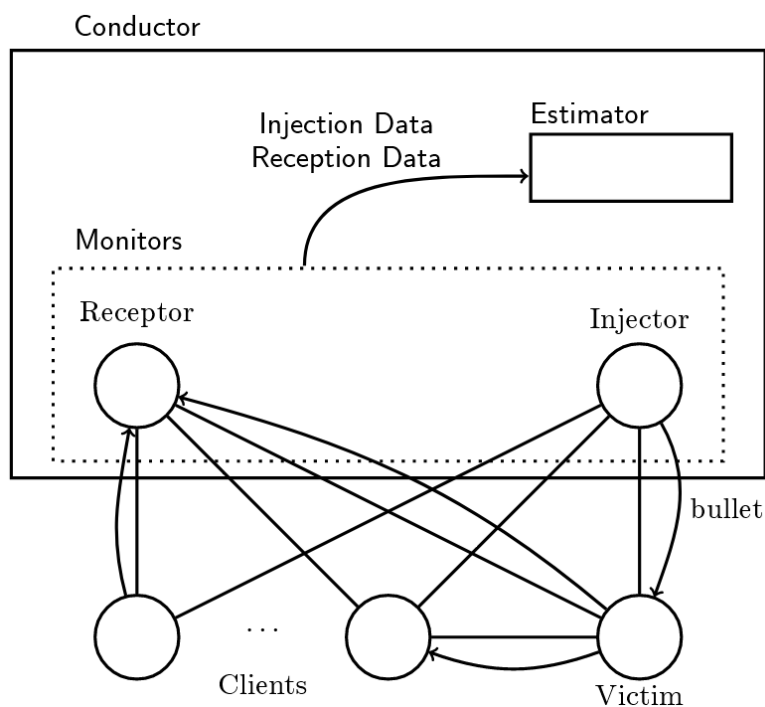 Conductor
Estimator
Injection Data
Reception Data
Monitors
Receptor
Injector
bullet
...
Clients
Victim